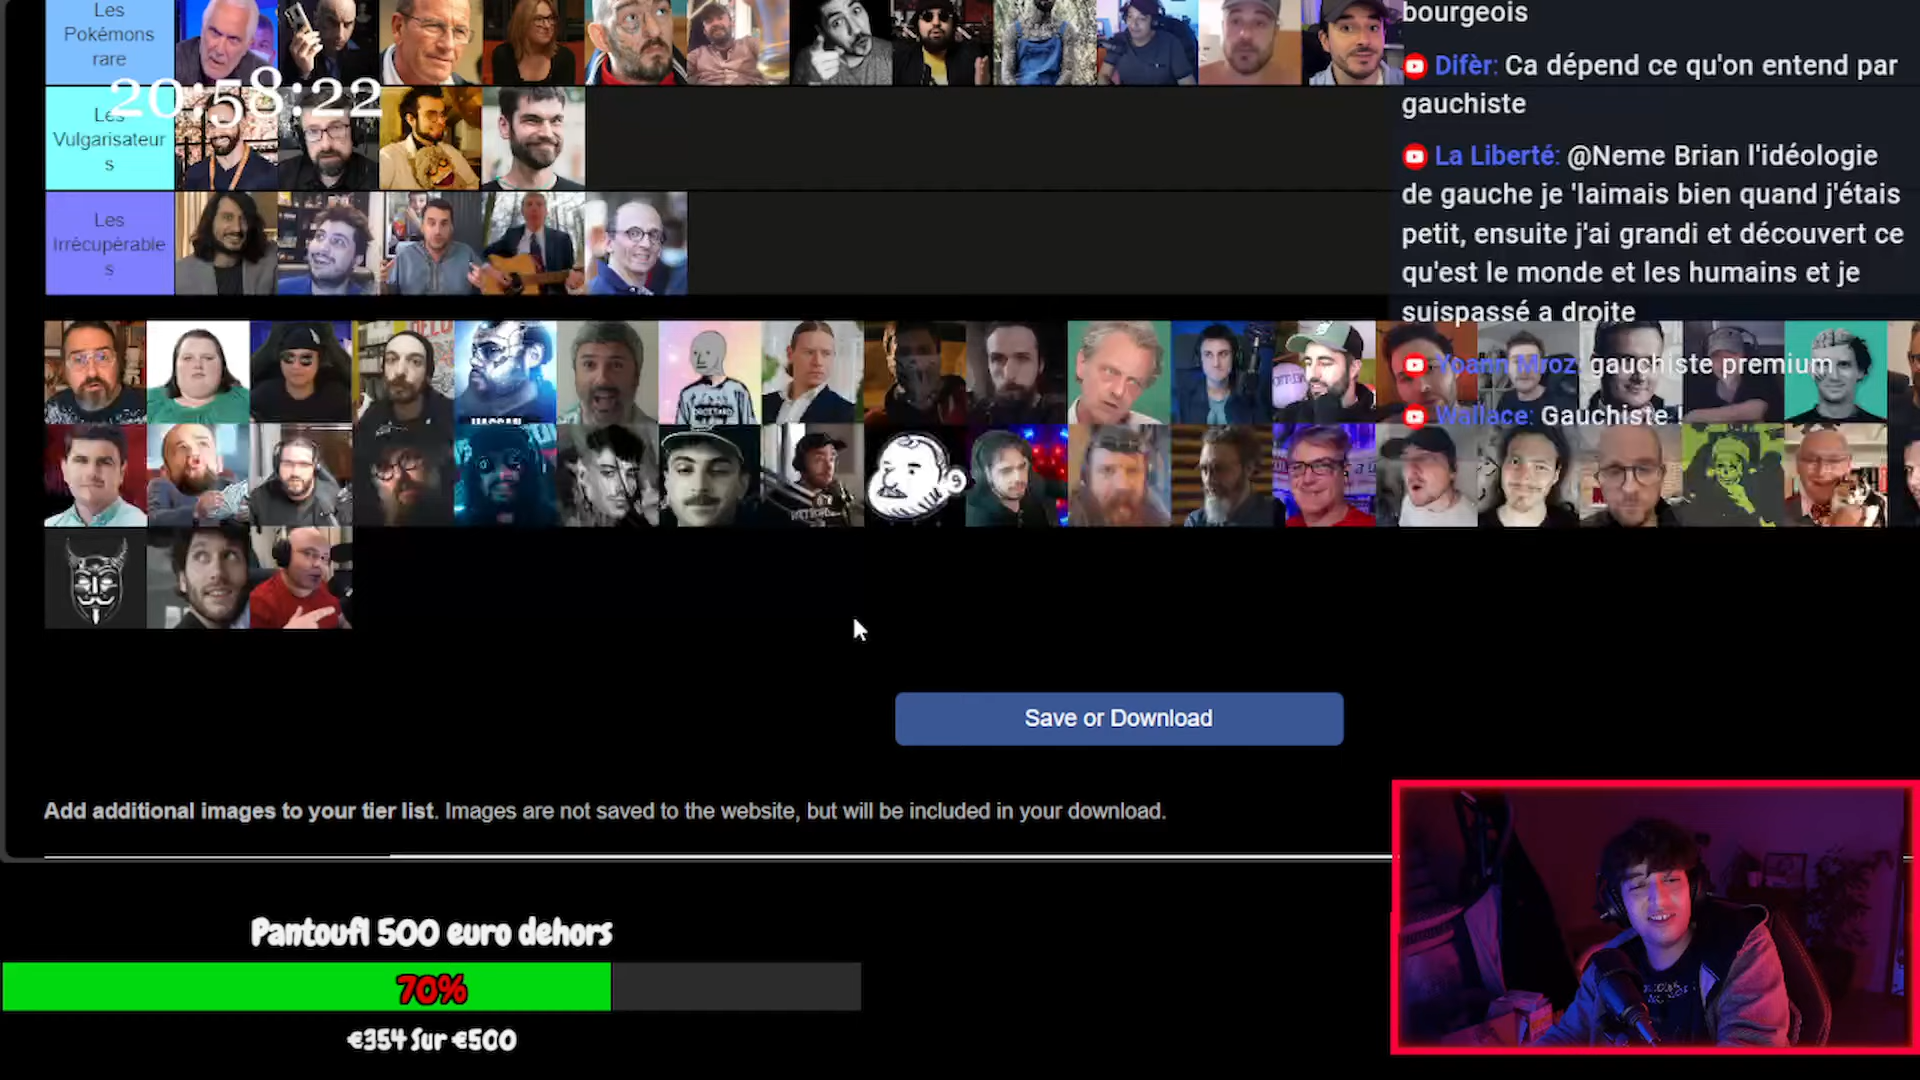 Les
Pokémons
rare
20:58:22
Les
Vulgarisateur
s
Les
Irrécupérable
s
bourgeois
Difèr: Ca dépend ce qu'on entend par
gauchiste
La Liberté: @Neme Brian l'idéologie
de gauche je 'laimais bien quand j'étais
petit, ensuite j'ai grandi et découvert ce
qu'est le monde et les humains et je
suispassé a droite
Yoann Mroz: gauchiste premium
Wallace: Gauchiste !
Save or Download
Add additional images to your tier list. Images are not saved to the website, but will be included in your download.
Pantoufl 500 euro dehors
70%
€354 Sur €500